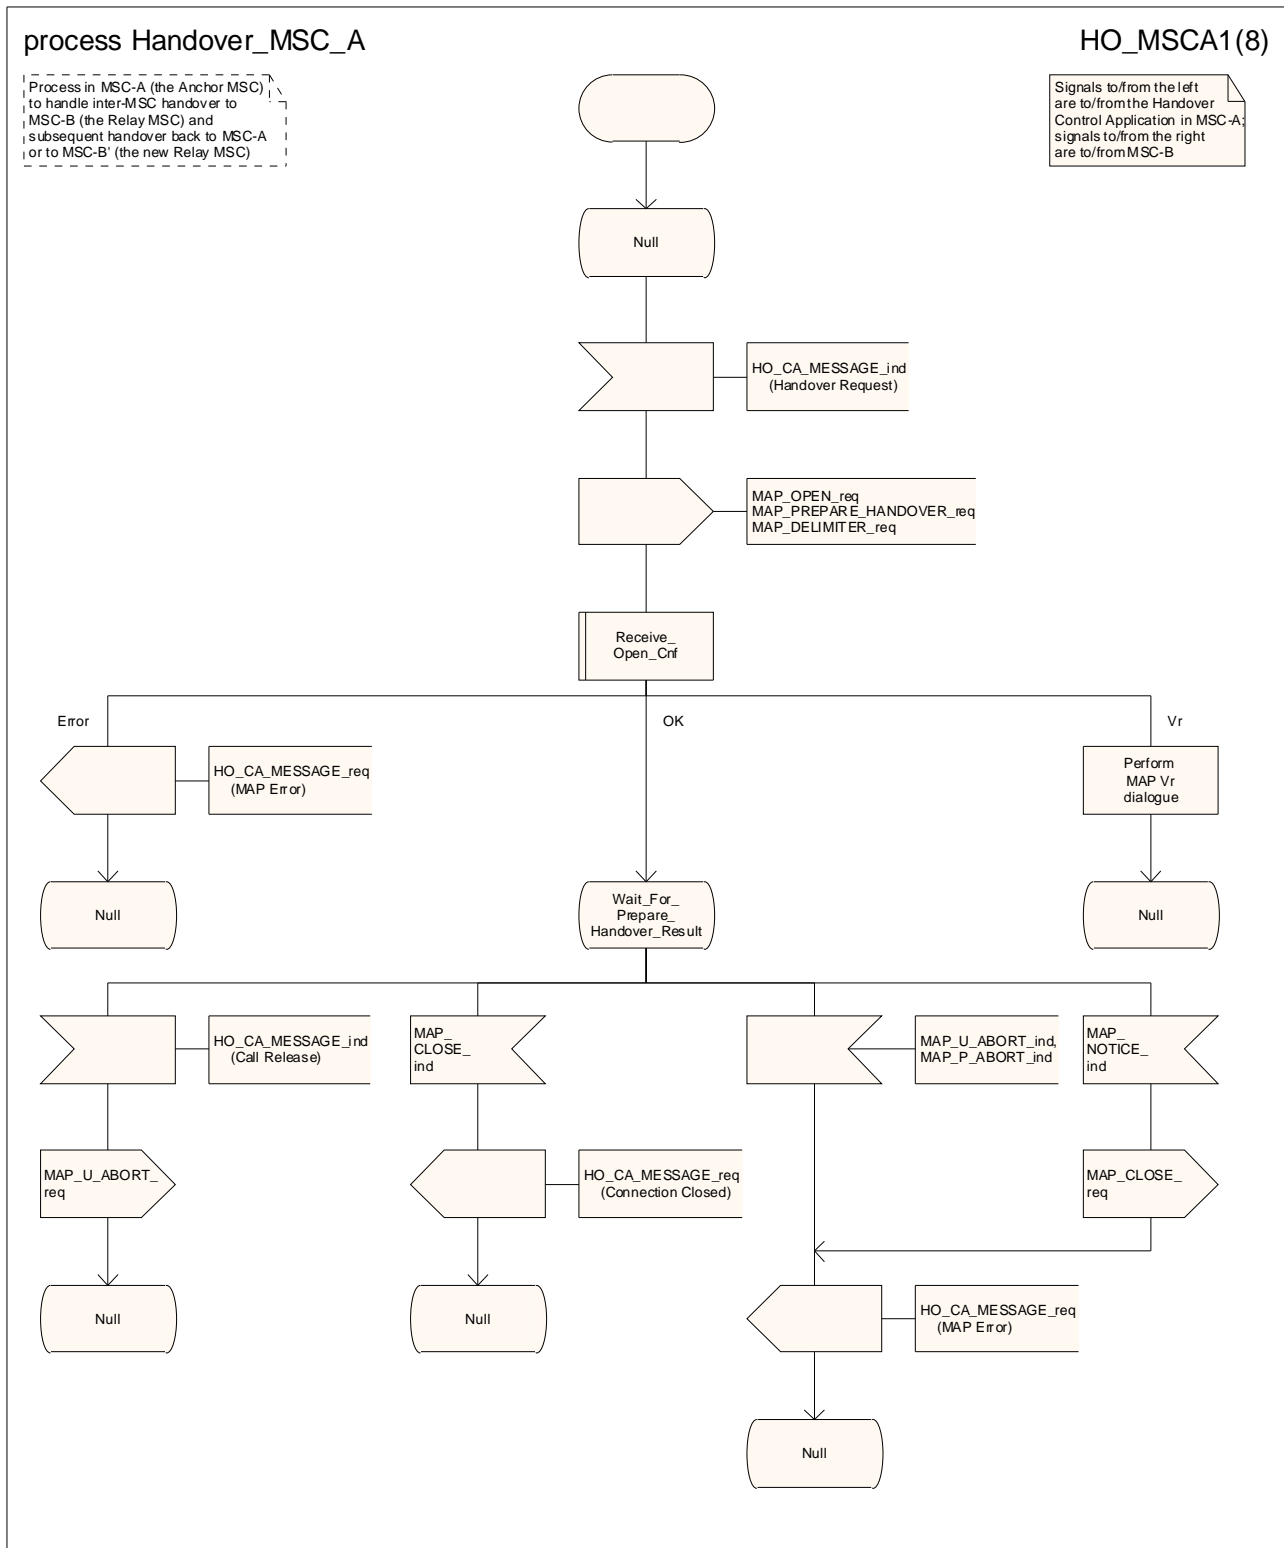 process Handover_MSC_A
HO_MSCA1(8)
Process in MSC-A (the Anchor MSC)
to handle inter-MSC handover to
MSC-B (the Relay MSC) and
subsequent handover back to MSC-A
or to MSC-B' (the new Relay MSC)
Signals to/from the left
are to/from the Handover
Control Application in MSC-A;
signals to/from the right
are to/from MSC-B
Null
HO_CA_MESSAGE_ind
(Handover Request)
MAP_OPEN_req
MAP_PREPARE_HANDOVER_req
MAP_DELIMITER_req
Receive_
Open_Cnf
Error
OK
Vr
HO_CA_MESSAGE_req
(MAP Error)
Perform
MAP Vr
dialogue
Null
Wait_For_
Prepare_
Handover_Result
Null
HO_CA_MESSAGE_ind
(Call Release)
MAP_
CLOSE_
ind
MAP_U_ABORT_ind,
MAP_P_ABORT_ind
MAP_
NOTICE_
ind
MAP_U_ABORT_
req
HO_CA_MESSAGE_req
(Connection Closed)
MAP_CLOSE_
req
Null
Null
HO_CA_MESSAGE_req
(MAP Error)
Null